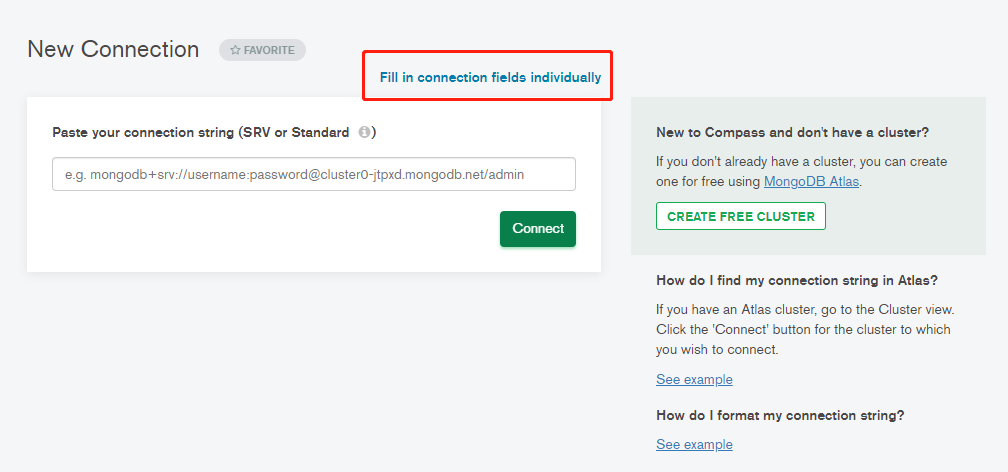 New Connection
FAVORITE
Fill in connection fields individually
Paste your connection string (SRV or Standard i)
e.g. mongodb+srv://username:password@cluster0-jtpxd.mongodb.net/admin
Connect
New to Compass and don't have a cluster?
If you don't already have a cluster, you can create
one for free using MongoDB Atlas.
CREATE FREE CLUSTER
How do I find my connection string in Atlas?
If you have an Atlas cluster, go to the Cluster view.
Click the 'Connect' button for the cluster to which
you wish to connect.
See example
How do I format my connection string?
See example